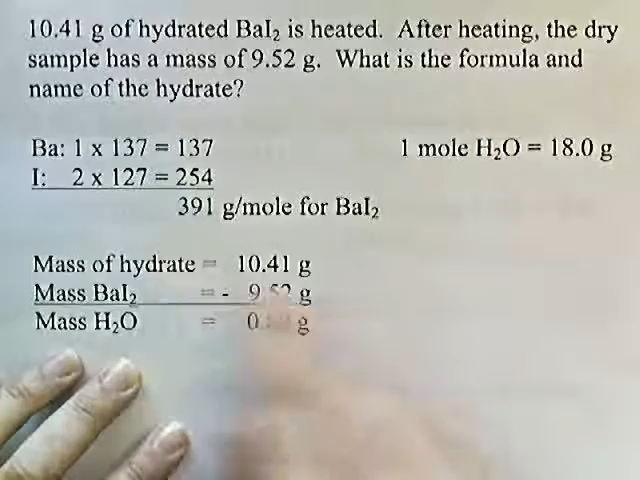 10.41 g of hydrated BaI₂ is heated. After heating, the dry
sample has a mass of 9.52 g. What is the formula and
name of the hydrate?
Ba: 1 x 137 = 137 1 mole H₂O = 18.0 g
I: 2 x 127 = 254
391 g/mole for BaI₂
Mass of hydrate = 10.41 g
Mass BaI₂ = - 9.52 g
Mass H₂O = g